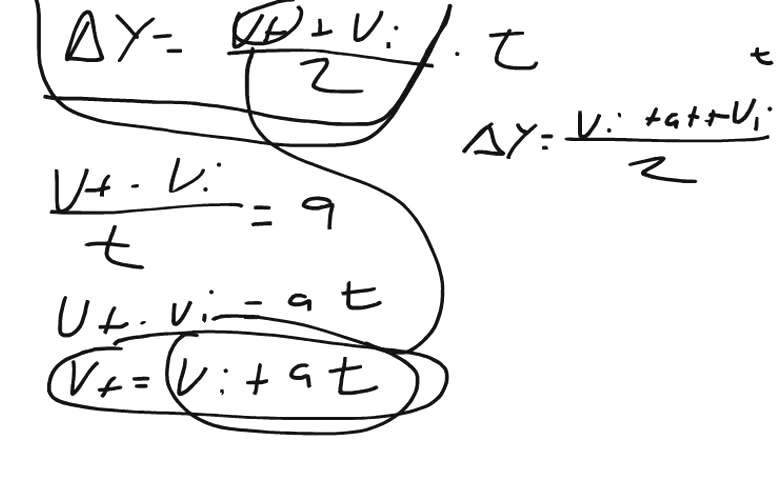 ΔY = (Vf + Vi)/2 · t
t
ΔY = (Vi + at + Vi)/2
(Vf - Vi)/t = a
Vf - Vi = at
Vf = Vi + at